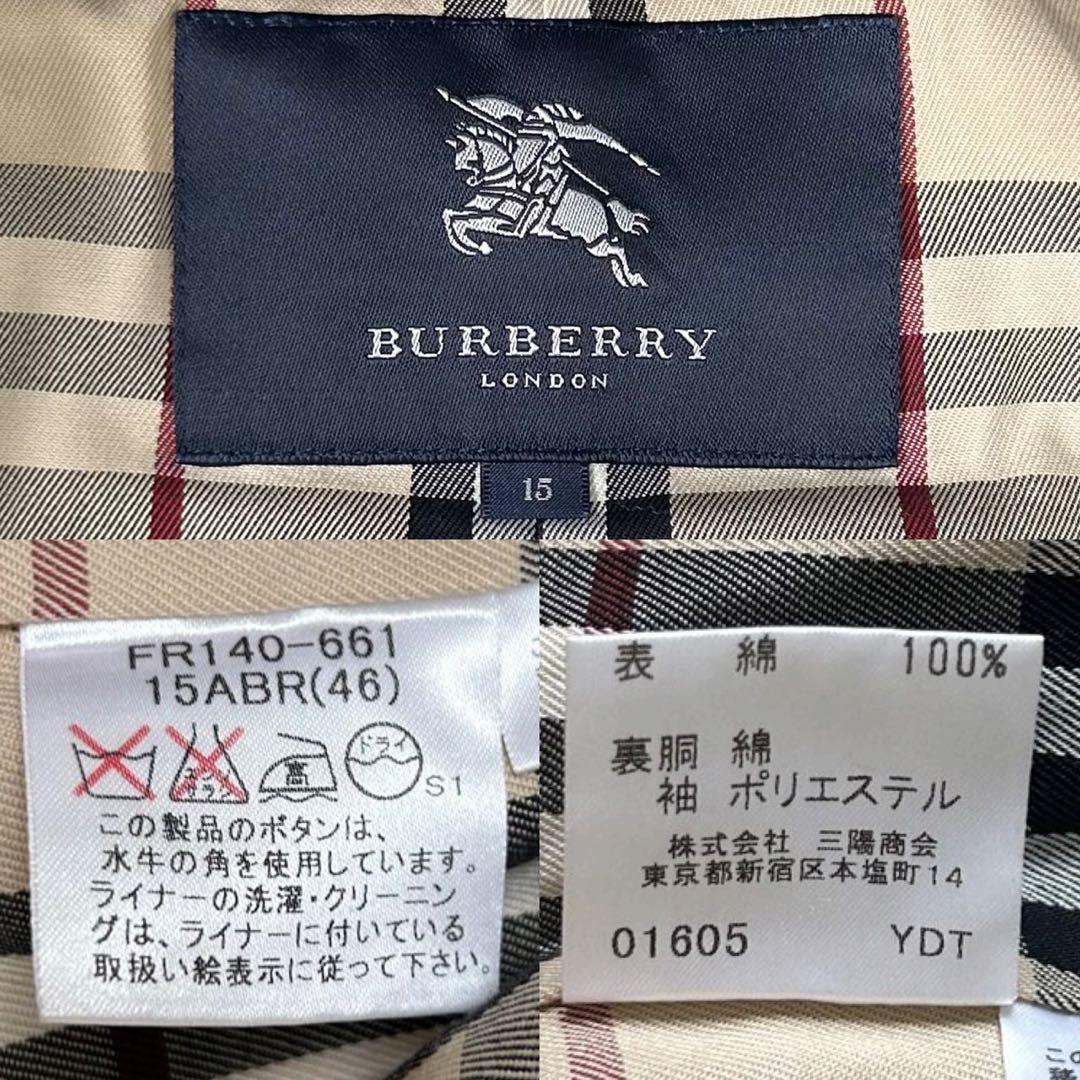 BURBERRY
LONDON
15
FR140-661
15ABR(46)
エンソ
サラシ
高
ドライ
S1
この製品のボタンは、
水牛の角を使用しています。
ライナーの洗濯・クリーニン
グは、ライナーに付いている
取扱い絵表示に従って下さい。
表 綿 100%
裏胴 綿
袖 ポリエステル
株式会社 三陽商会
東京都新宿区本塩町14
01605 YDT